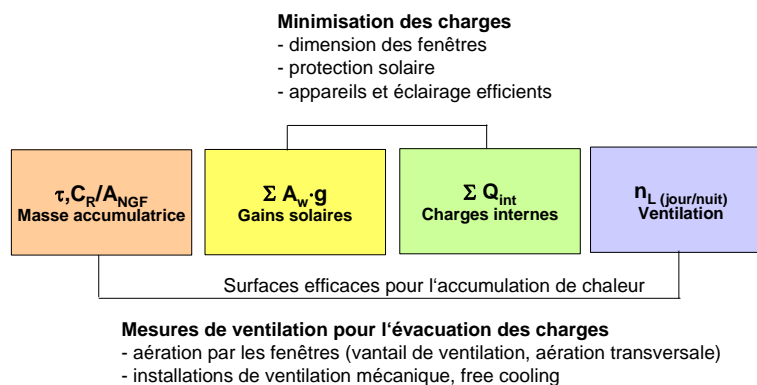 Minimisation des charges
- dimension des fenêtres
- protection solaire
- appareils et éclairage efficients
τ,C_R/A_NGF
Masse accumulatrice
Σ A_w·g
Gains solaires
Σ Q_int
Charges internes
n_L (jour/nuit)
Ventilation
Surfaces efficaces pour l‘accumulation de chaleur
Mesures de ventilation pour l‘évacuation des charges
- aération par les fenêtres (vantail de ventilation, aération transversale)
- installations de ventilation mécanique, free cooling